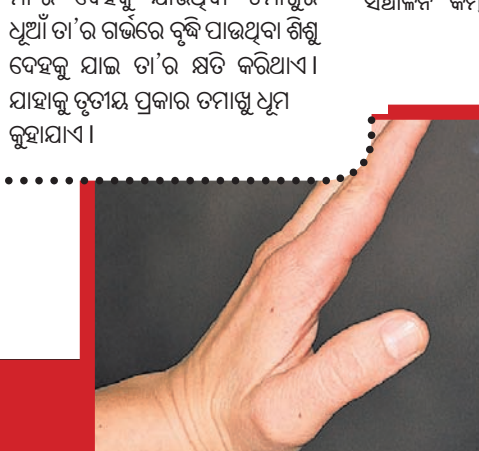 ଧୂଆଁ ତା'ର ଗର୍ଭରେ ବୃଦ୍ଧି ପାଉଥିବା ଶିଶୁ
ଦେହକୁ ଯାଇ ତା'ର କ୍ଷତି କରିଥାଏ।
ଯାହାକୁ ତୃତୀୟ ପ୍ରକାର ତମାଖୁ ଧୂମ
କୁହାଯାଏ।